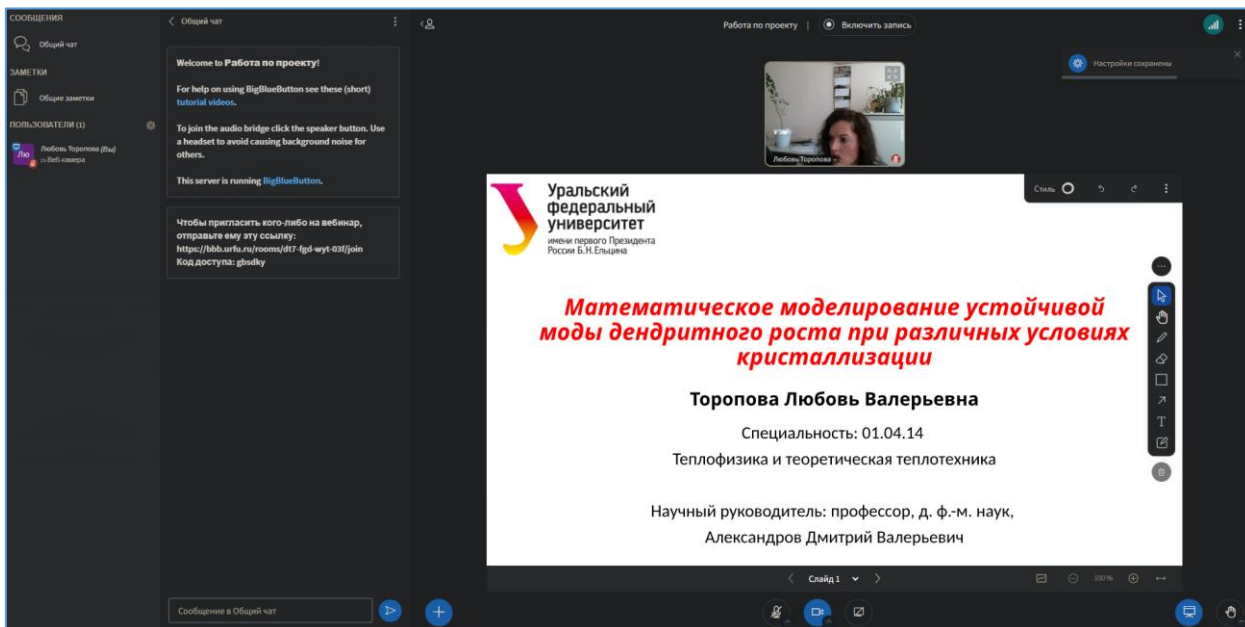 СООБЩЕНИЯ
Общий чат
ЗАМЕТКИ
Общие заметки
ПОЛЬЗОВАТЕЛИ (1)
Лю
Любовь Торопова (Вы)
Веб-камера
Общий чат
Welcome to Работа по проекту!
For help on using BigBlueButton see these (short)
tutorial videos.
To join the audio bridge click the speaker button. Use
a headset to avoid causing background noise for
others.
This server is running BigBlueButton.
Чтобы пригласить кого-либо на вебинар,
отправьте ему эту ссылку:
https://bbb.urfu.ru/rooms/dt7-fgd-wyt-03f/join
Код доступа: gbsdky
Сообщение в Общий чат
Работа по проекту | Включить запись
Настройки сохранены
Любовь Торопова
Уральский
федеральный
университет
имени первого Президента
России Б.Н.Ельцина
Стиль
Математическое моделирование устойчивой
моды дендритного роста при различных условиях
кристаллизации
Торопова Любовь Валерьевна
Специальность: 01.04.14
Теплофизика и теоретическая теплотехника
Научный руководитель: профессор, д. ф.-м. наук,
Александров Дмитрий Валерьевич
Слайд 1
100%